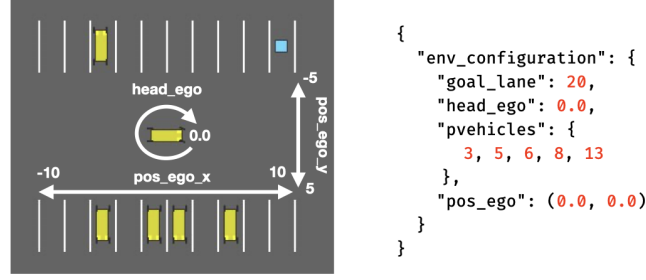 -5
head_ego
0.0
pos_ego_y
-10
pos_ego_x
10
5
{
"env_configuration": {
"goal_lane": 20,
"head_ego": 0.0,
"pvehicles": {
3, 5, 6, 8, 13
},
"pos_ego": (0.0, 0.0)
}
}